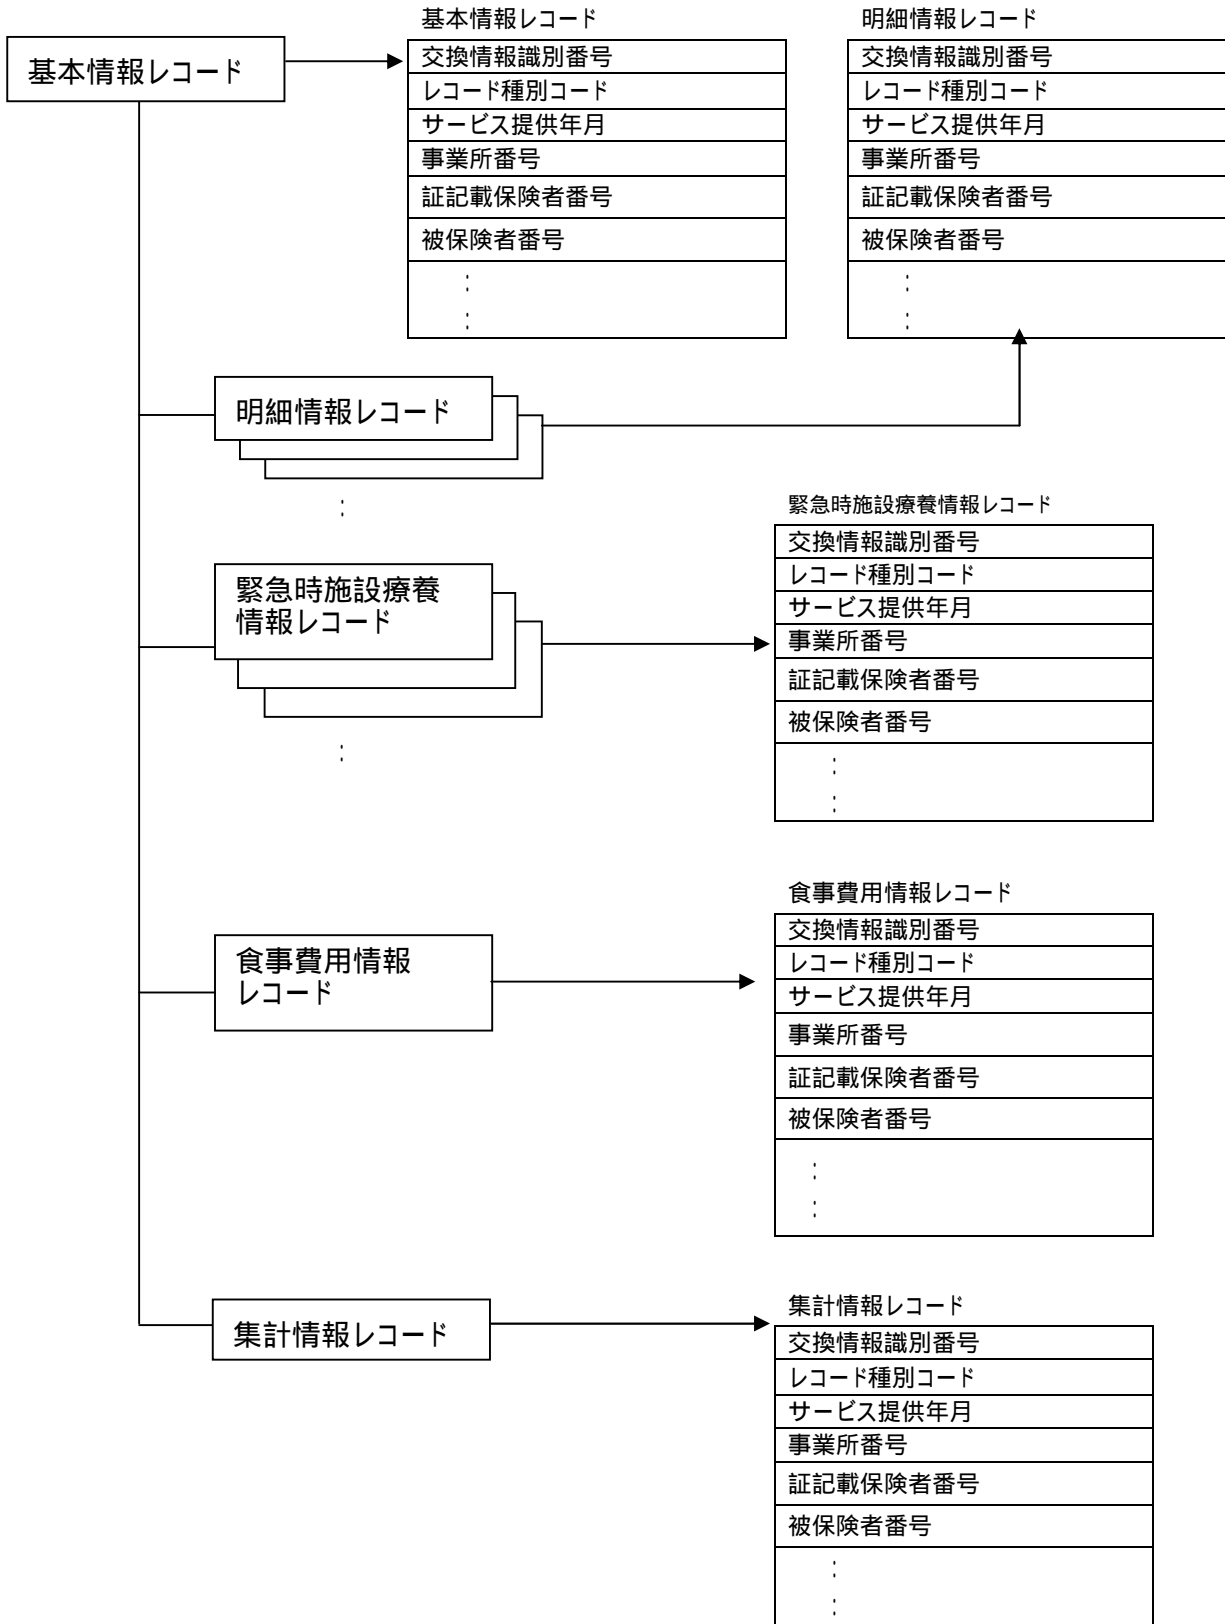 基本情報レコード
基本情報レコード
交換情報識別番号
レコード種別コード
サービス提供年月
事業所番号
証記載保険者番号
被保険者番号
:
:
明細情報レコード
交換情報識別番号
レコード種別コード
サービス提供年月
事業所番号
証記載保険者番号
被保険者番号
:
:
明細情報レコード
:
緊急時施設療養
情報レコード
:
緊急時施設療養情報レコード
交換情報識別番号
レコード種別コード
サービス提供年月
事業所番号
証記載保険者番号
被保険者番号
:
:
食事費用情報
レコード
食事費用情報レコード
交換情報識別番号
レコード種別コード
サービス提供年月
事業所番号
証記載保険者番号
被保険者番号
:
:
集計情報レコード
集計情報レコード
交換情報識別番号
レコード種別コード
サービス提供年月
事業所番号
証記載保険者番号
被保険者番号
:
: